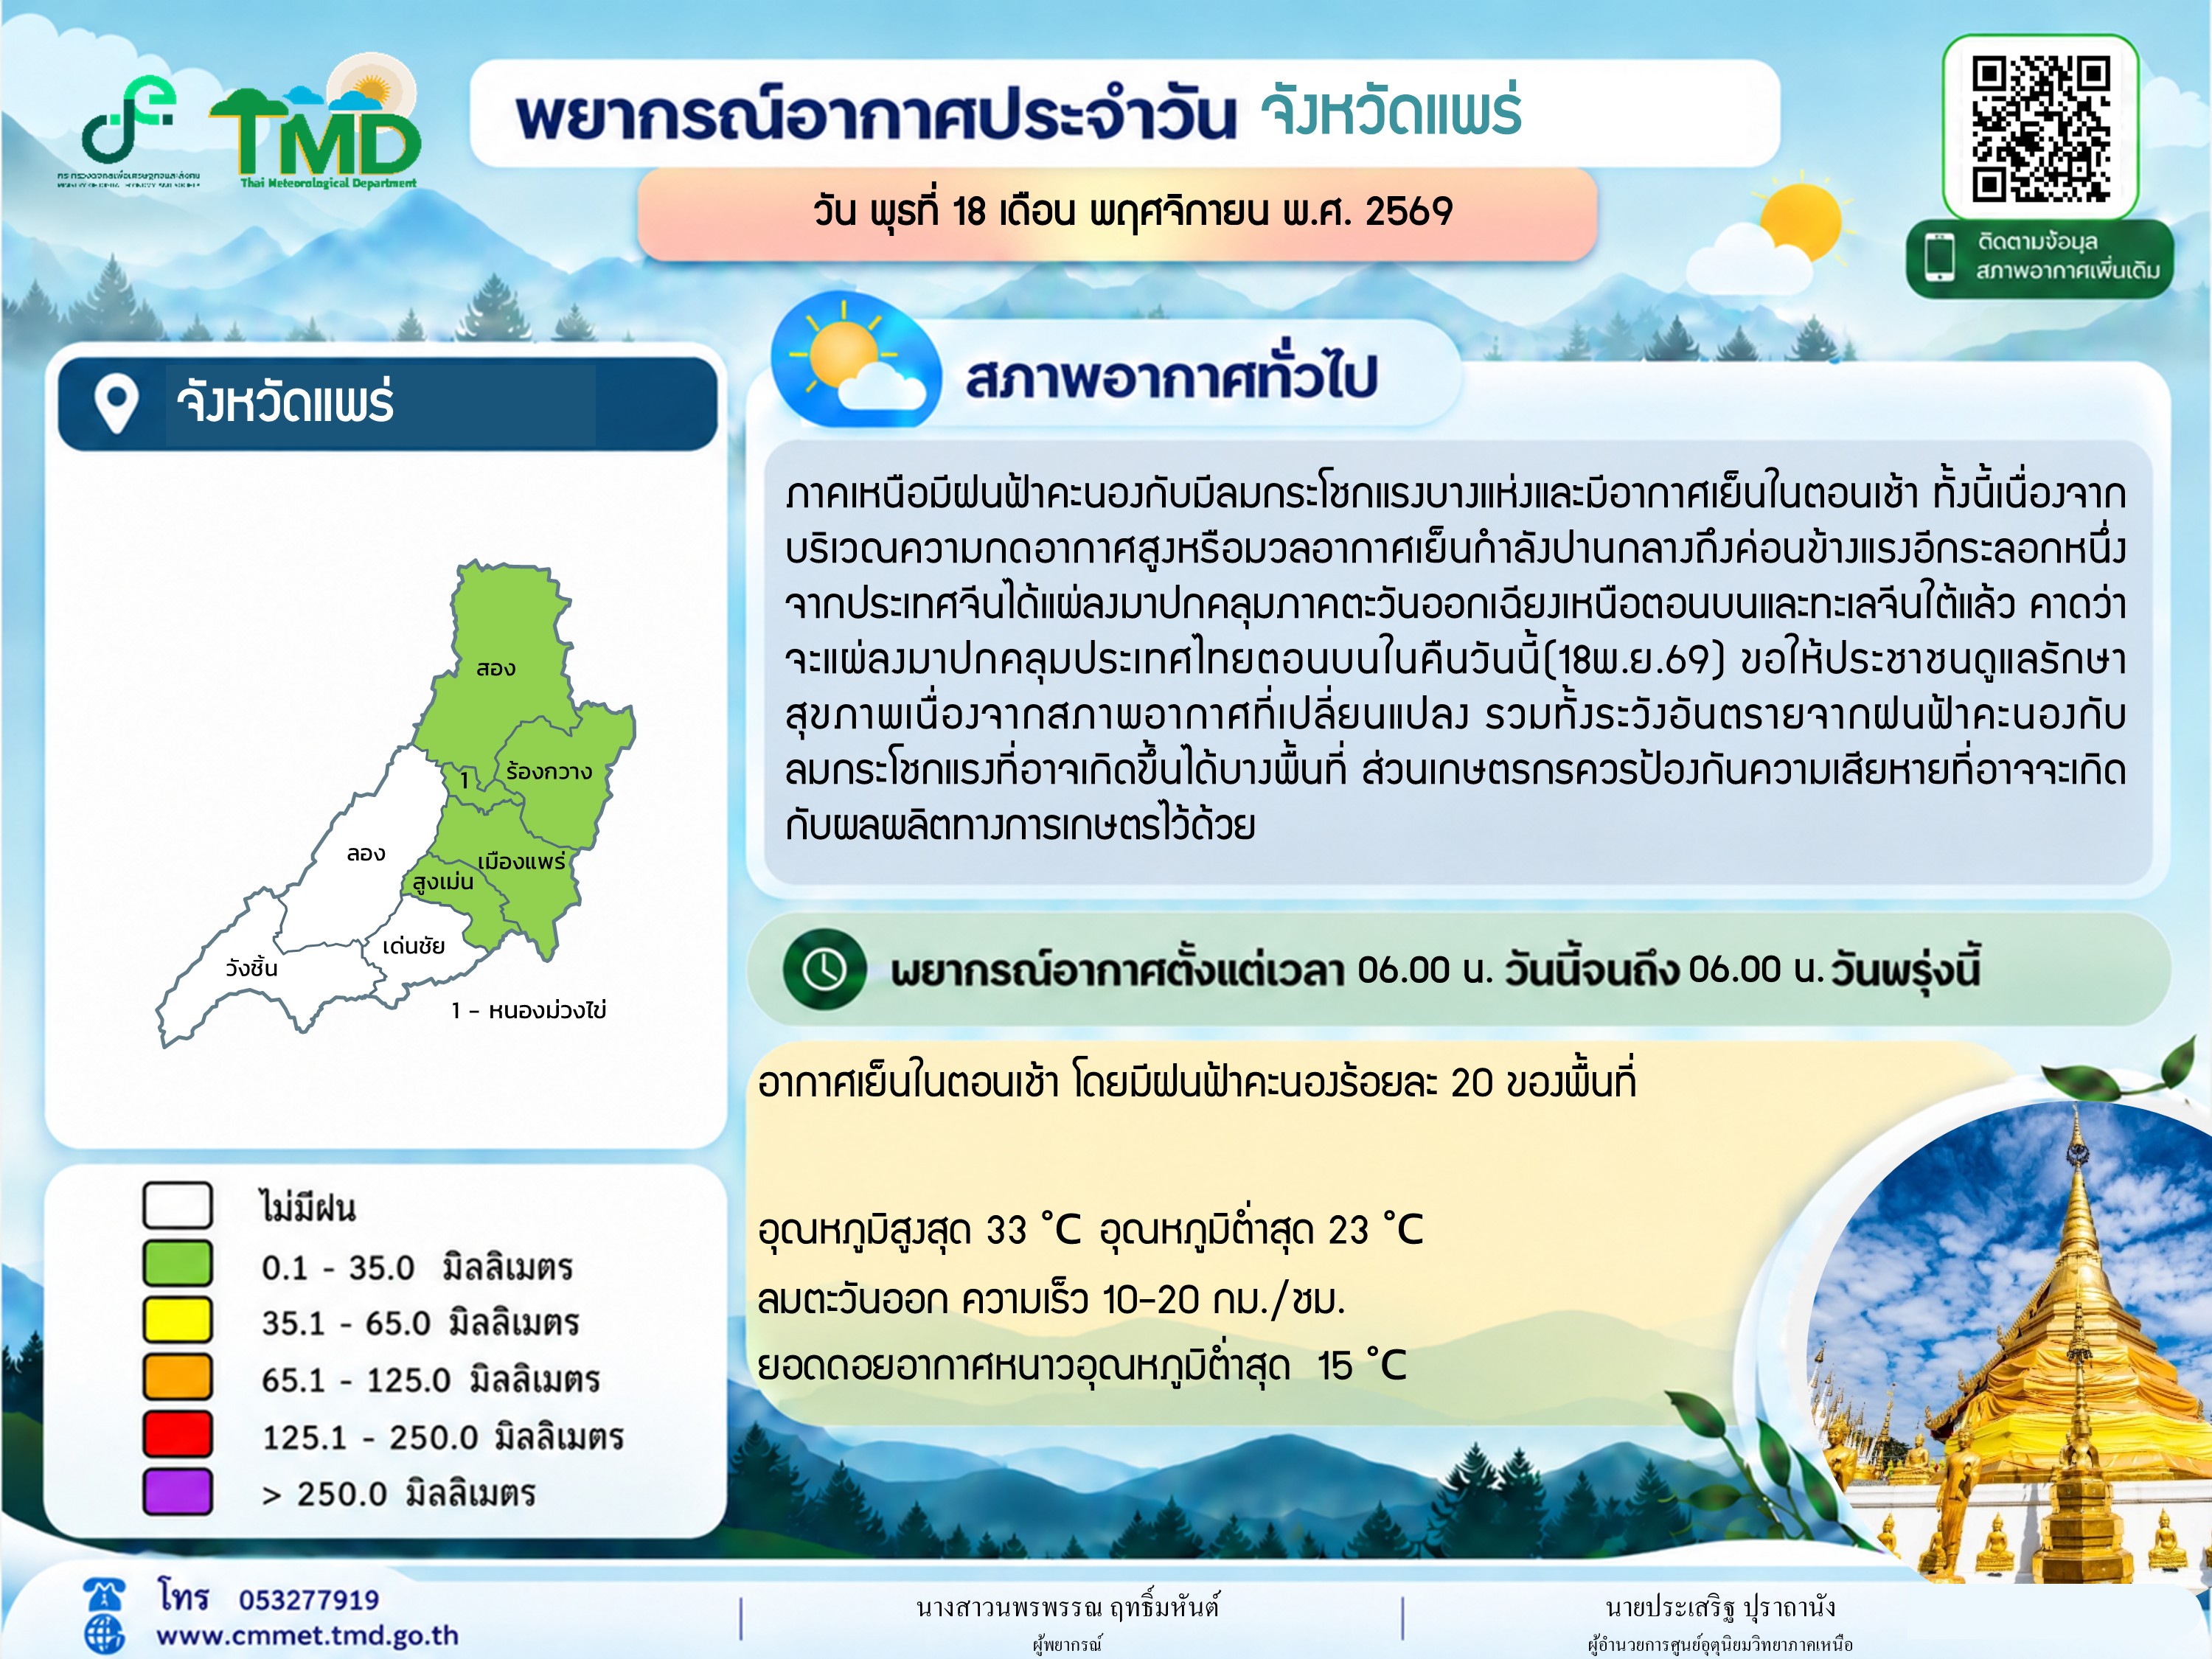 พยากรณ์อากาศประจำวัน จังหวัดแพร่
TMD
Thai Meteorological Department
วัน พุธที่ 18 เดือน พฤศจิกายน พ.ศ. 2569
ติดตามข้อมูล
สภาพอากาศเพิ่มเติม
จังหวัดแพร่
สอง
ร้องกวาง
1
ลอง
เมืองแพร่
สูงเม่น
เด่นชัย
วังชิ้น
1 - หนองม่วงไข่
ไม่มีฝน
0.1 - 35.0 มิลลิเมตร
35.1 - 65.0 มิลลิเมตร
65.1 - 125.0 มิลลิเมตร
125.1 - 250.0 มิลลิเมตร
> 250.0 มิลลิเมตร
สภาพอากาศทั่วไป
ภาคเหนือมีฝนฟ้าคะนองกับมีลมกระโชกแรงบางแห่งและมีอากาศเย็นในตอนเช้า ทั้งนี้เนื่องจาก
บริเวณความกดอากาศสูงหรือมวลอากาศเย็นกำลังปานกลางถึงค่อนข้างแรงอีกระลอกหนึ่ง
จากประเทศจีนได้แผ่ลงมาปกคลุมภาคตะวันออกเฉียงเหนือตอนบนและทะเลจีนใต้แล้ว คาดว่า
จะแผ่ลงมาปกคลุมประเทศไทยตอนบนในคืนวันนี้(18พ.ย.69) ขอให้ประชาชนดูแลรักษา
สุขภาพเนื่องจากสภาพอากาศที่เปลี่ยนแปลง รวมทั้งระวังอันตรายจากฝนฟ้าคะนองกับ
ลมกระโชกแรงที่อาจเกิดขึ้นได้บางพื้นที่ ส่วนเกษตรกรควรป้องกันความเสียหายที่อาจจะเกิด
กับผลผลิตทางการเกษตรไว้ด้วย
พยากรณ์อากาศตั้งแต่เวลา 06.00 น. วันนี้จนถึง 06.00 น. วันพรุ่งนี้
อากาศเย็นในตอนเช้า โดยมีฝนฟ้าคะนองร้อยละ 20 ของพื้นที่
อุณหภูมิสูงสุด 33 °C อุณหภูมิต่ำสุด 23 °C
ลมตะวันออก ความเร็ว 10-20 กม./ชม.
ยอดดอยอากาศหนาวอุณหภูมิต่ำสุด 15 °C
โทร 053277919
www.cmmet.tmd.go.th
นางสาวนพรพรรณ ฤทธิ์มหันต์
ผู้พยากรณ์
นายประเสริฐ ปุราถานัง
ผู้อำนวยการศูนย์อุตุนิยมวิทยาภาคเหนือ